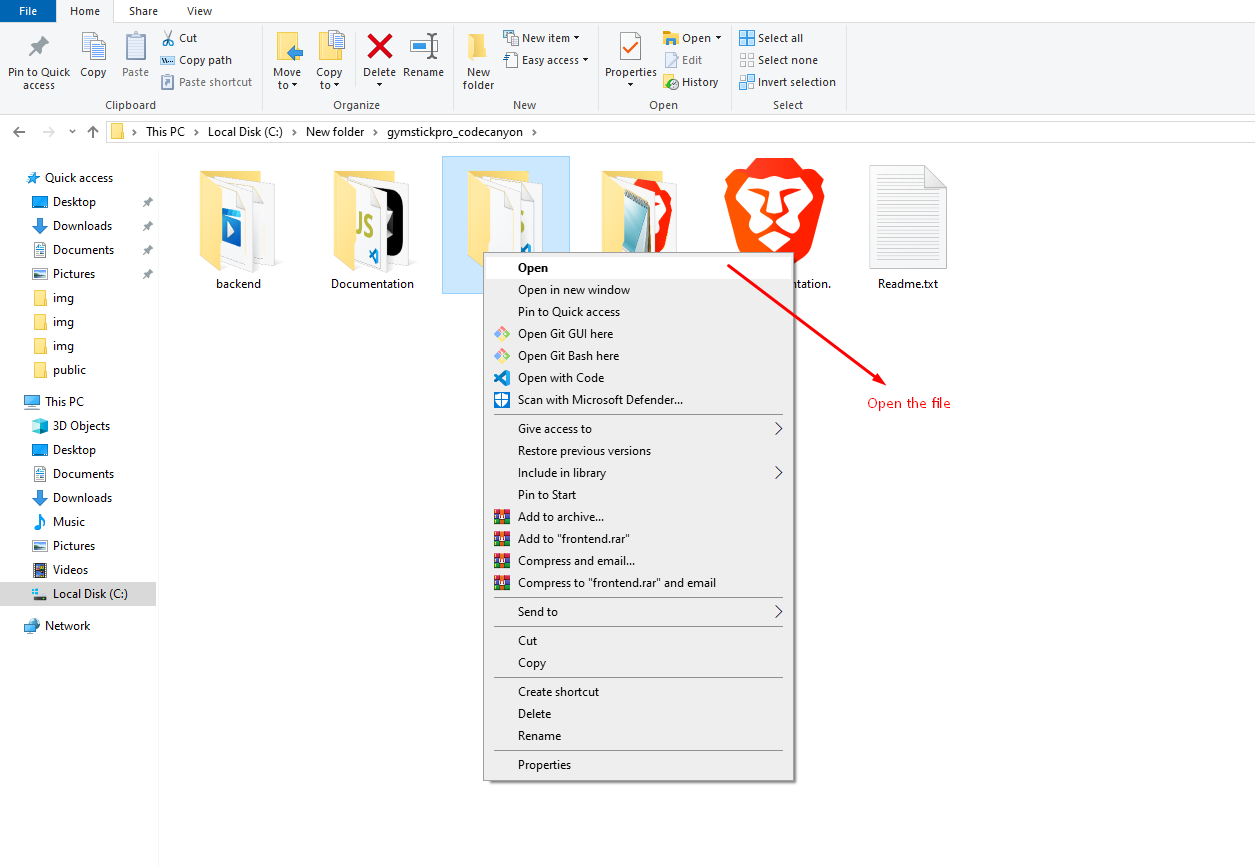 File Home Share View
Pin to Quick access
Copy
Paste
Cut
Copy path
Paste shortcut
Clipboard
Move to
Copy to
Delete
Rename
Organize
New folder
New item
Easy access
New
Properties
Open
Edit
History
Open
Select all
Select none
Invert selection
Select
This PC > Local Disk (C:) > New folder > gymstickpro_codecanyon >
Quick access
Desktop
Downloads
Documents
Pictures
img
img
img
public
This PC
3D Objects
Desktop
Documents
Downloads
Music
Pictures
Videos
Local Disk (C:)
Network
JS
backend
Documentation
ntation.
Readme.txt
Open
Open in new window
Pin to Quick access
Open Git GUI here
Open Git Bash here
Open with Code
Scan with Microsoft Defender...
Give access to
Restore previous versions
Include in library
Pin to Start
Add to archive...
Add to "frontend.rar"
Compress and email...
Compress to "frontend.rar" and email
Send to
Cut
Copy
Create shortcut
Delete
Rename
Properties
Open the file